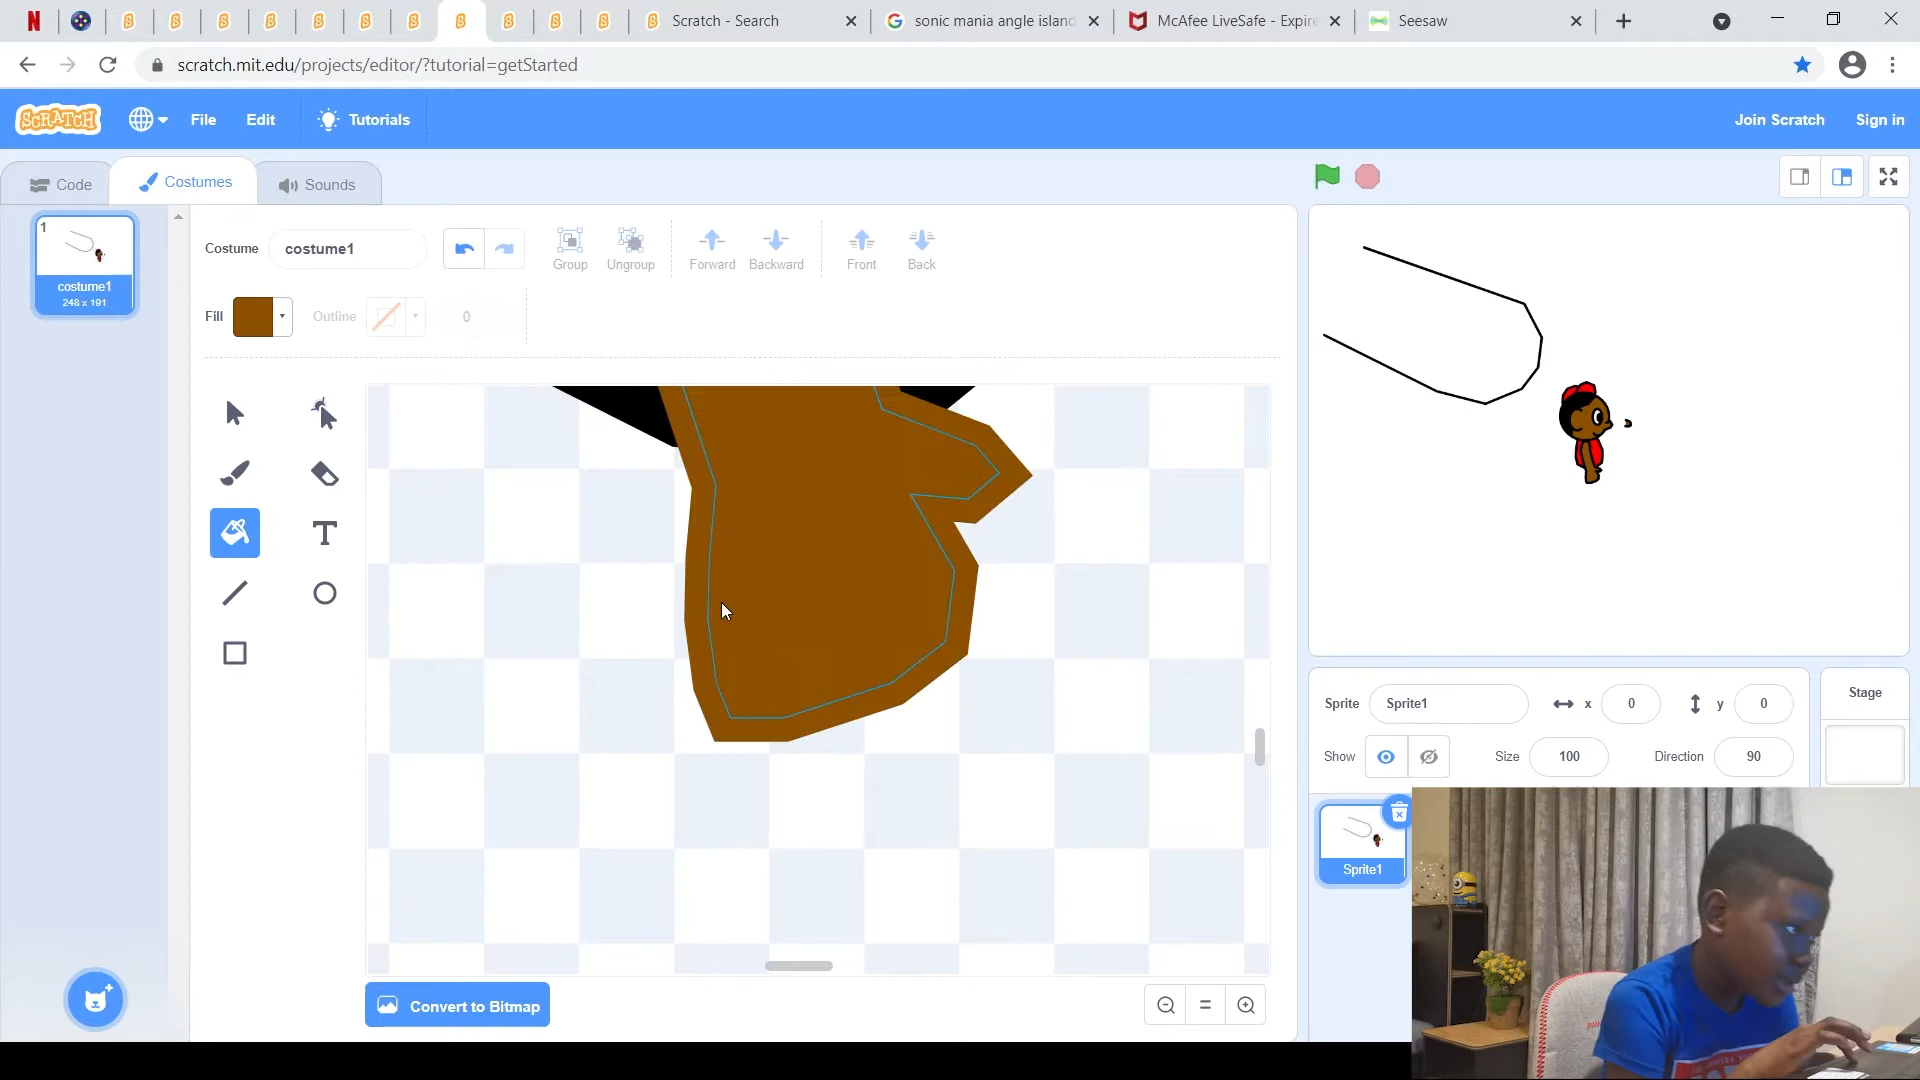 Scratch - Search
sonic mania angle island
McAfee LiveSafe - Expire
Seesaw
scratch.mit.edu/projects/editor/?tutorial=getStarted
SCRATCH
File
Edit
Tutorials
Join Scratch
Sign in
Code
Costumes
Sounds
1
costume1
248 x 191
Costume
costume1
Group
Ungroup
Forward
Backward
Front
Back
Fill
Outline
0
T
Convert to Bitmap
Sprite
Sprite1
x
0
y
0
Show
Size
100
Direction
90
Stage
Sprite1